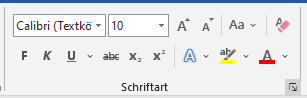 Calibri (Textkö 10 A A Aa A
F K U abc x₂ x² A ab A
Schriftart